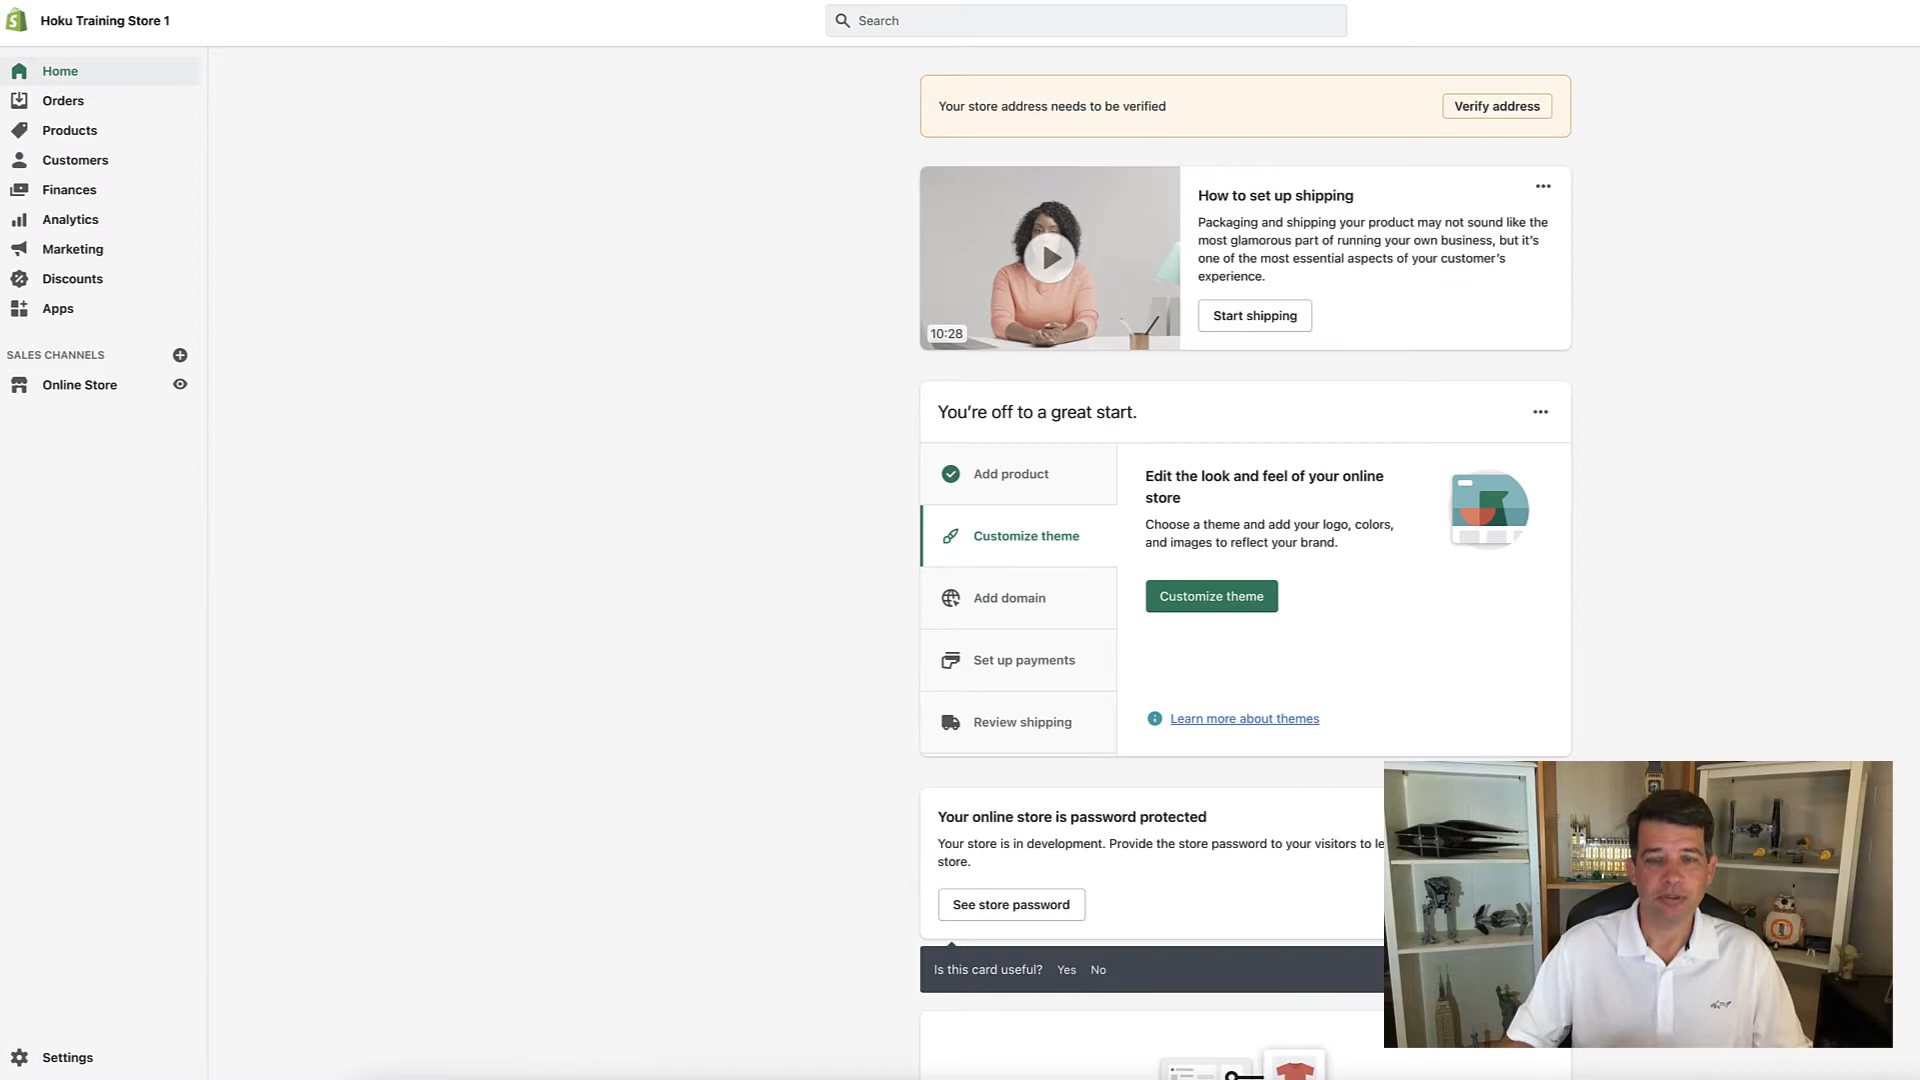 Hoku Training Store 1
Search
Home
Orders
Products
Customers
Finances
Analytics
Marketing
Discounts
Apps
SALES CHANNELS
Online Store
Settings
Your store address needs to be verified
Verify address
10:28
How to set up shipping
Packaging and shipping your product may not sound like the
most glamorous part of running your own business, but it’s
one of the most essential aspects of your customer’s
experience.
Start shipping
You’re off to a great start.
Add product
Customize theme
Add domain
Set up payments
Review shipping
Edit the look and feel of your online
store
Choose a theme and add your logo, colors,
and images to reflect your brand.
Customize theme
Learn more about themes
Your online store is password protected
Your store is in development. Provide the store password to your visitors to le
store.
See store password
Is this card useful? Yes No